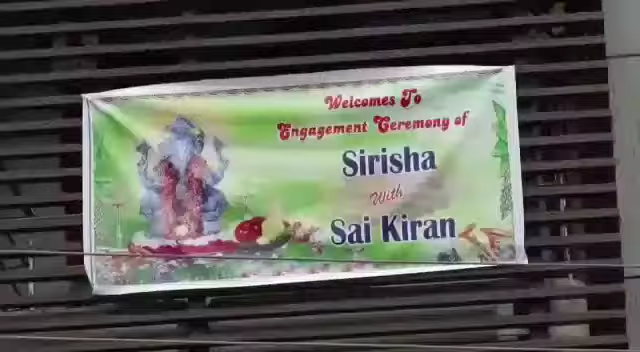 Welcomes To
Engagement Ceremony of
Sirisha
With
Sai Kiran